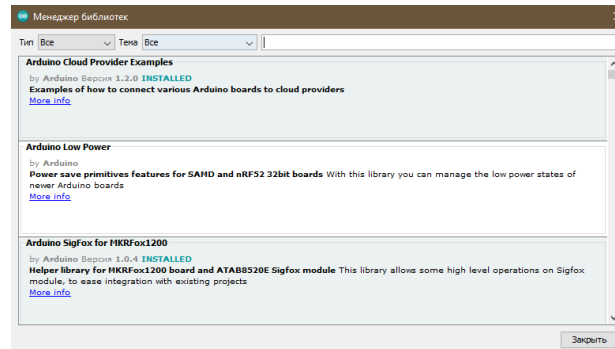 Менеджер библиотек
Тип Все Тема Все
Arduino Cloud Provider Examples
by Arduino Версия 1.2.0 INSTALLED
Examples of how to connect various Arduino boards to cloud providers
More info
Arduino Low Power
by Arduino
Power save primitives features for SAMD and nRF52 32bit boards With this library you can manage the low power states of
newer Arduino boards
More info
Arduino SigFox for MKRFox1200
by Arduino Версия 1.0.4 INSTALLED
Helper library for MKRFox1200 board and ATAB8520E Sigfox module This library allows some high level operations on Sigfox
module, to ease integration with existing projects
More info
Закрыть